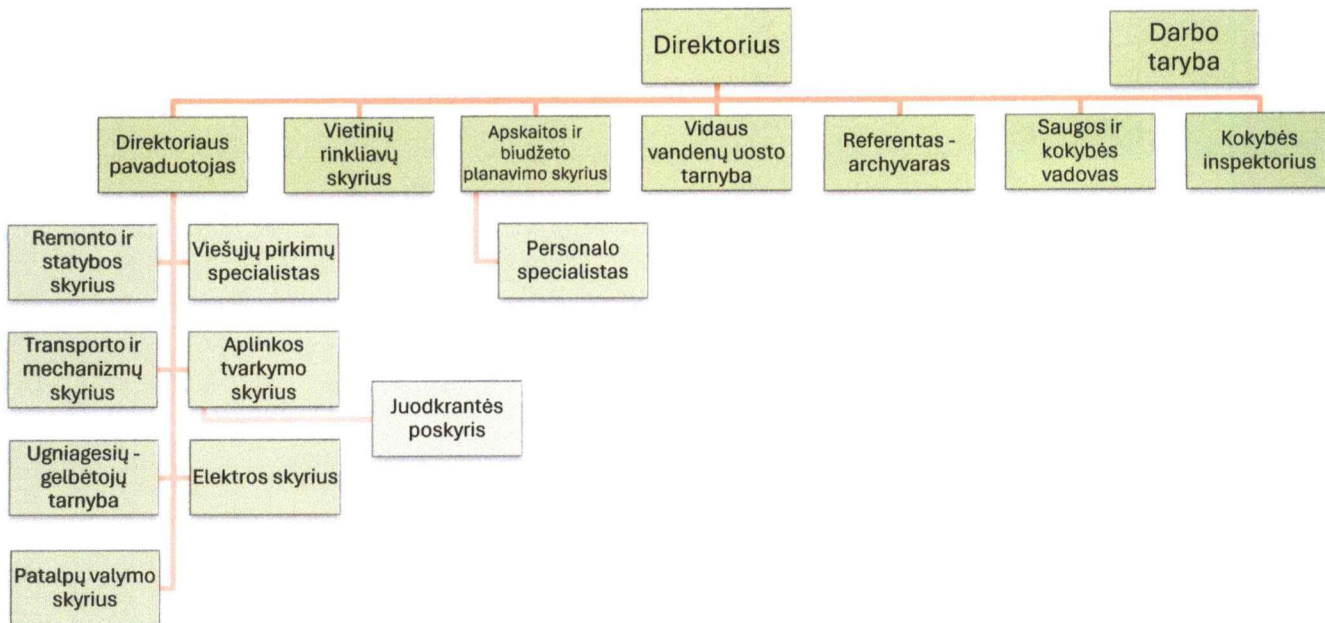 Direktorius
Darbo
taryba
Direktoriaus
pavaduotojas
Vietinių
rinkliavų
skyrius
Apskaitos ir
biudžeto
planavimo skyrius
Vidaus
vandenų uosto
tarnyba
Referentas -
archyvaras
Saugos ir
kokybės
vadovas
Kokybės
inspektorius
Remonto ir
statybos
skyrius
Viešųjų pirkimų
specialistas
Personalo
specialistas
Transporto ir
mechanizmų
skyrius
Aplinkos
tvarkymo
skyrius
Juodkrantės
poskyris
Ugniagesių -
gelbėtojų
tarnyba
Elektros skyrius
Patalpų valymo
skyrius